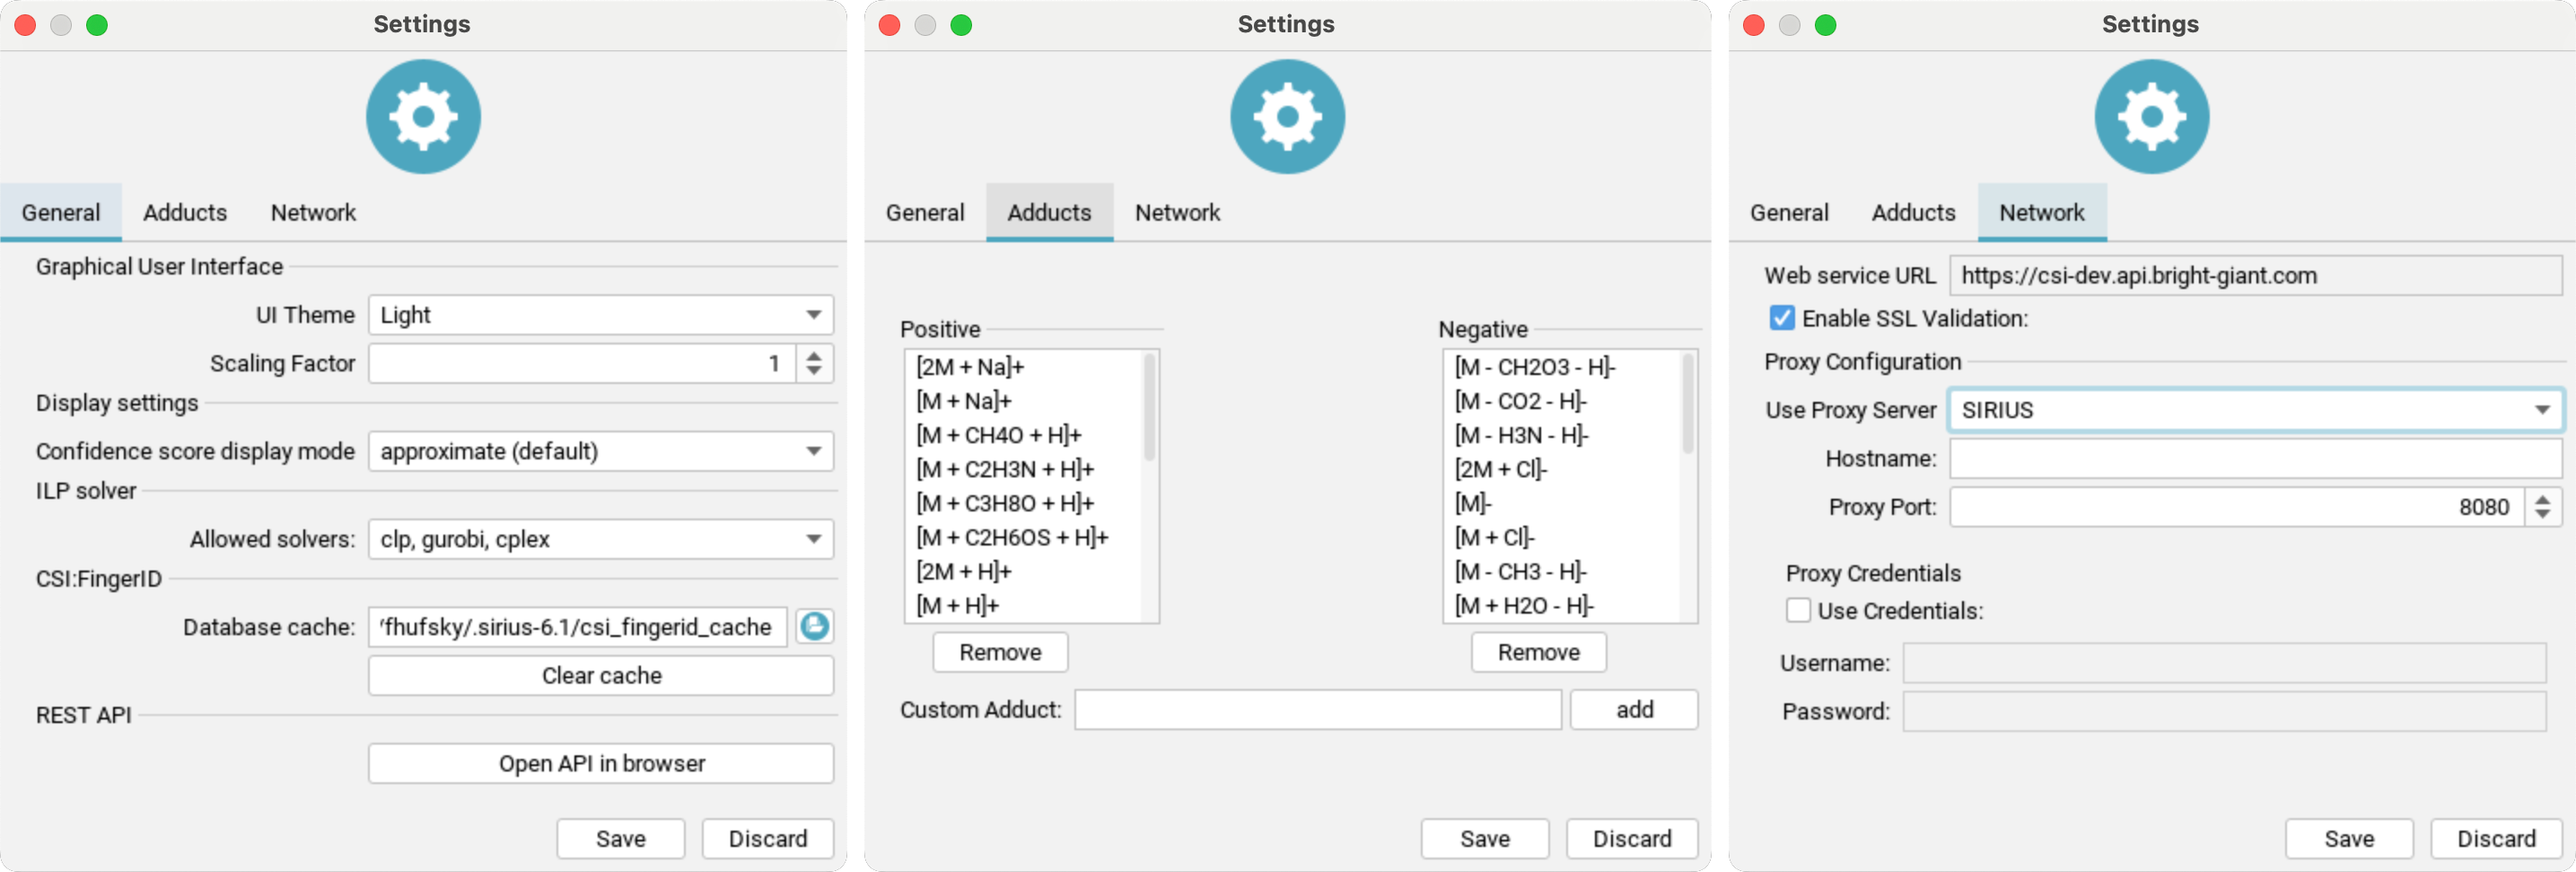 Settings
General Adducts Network
Graphical User Interface
UI Theme Light
Scaling Factor 1
Display settings
Confidence score display mode approximate (default)
ILP solver
Allowed solvers: clp, gurobi, cplex
CSI:FingerID
Database cache: fhufsky/.sirius-6.1/csi_fingerid_cache
Clear cache
REST API
Open API in browser
Save Discard
Settings
General Adducts Network
Positive
[2M + Na]+
[M + Na]+
[M + CH4O + H]+
[M + C2H3N + H]+
[M + C3H8O + H]+
[M + C2H6OS + H]+
[2M + H]+
[M + H]+
Remove
Negative
[M - CH2O3 - H]-
[M - CO2 - H]-
[M - H3N - H]-
[2M + Cl]-
[M]-
[M + Cl]-
[M - CH3 - H]-
[M + H2O - H]-
Remove
Custom Adduct: add
Save Discard
Settings
General Adducts Network
Web service URL https://csi-dev.api.bright-giant.com
Enable SSL Validation:
Proxy Configuration
Use Proxy Server SIRIUS
Hostname:
Proxy Port: 8080
Proxy Credentials
Use Credentials:
Username:
Password:
Save Discard